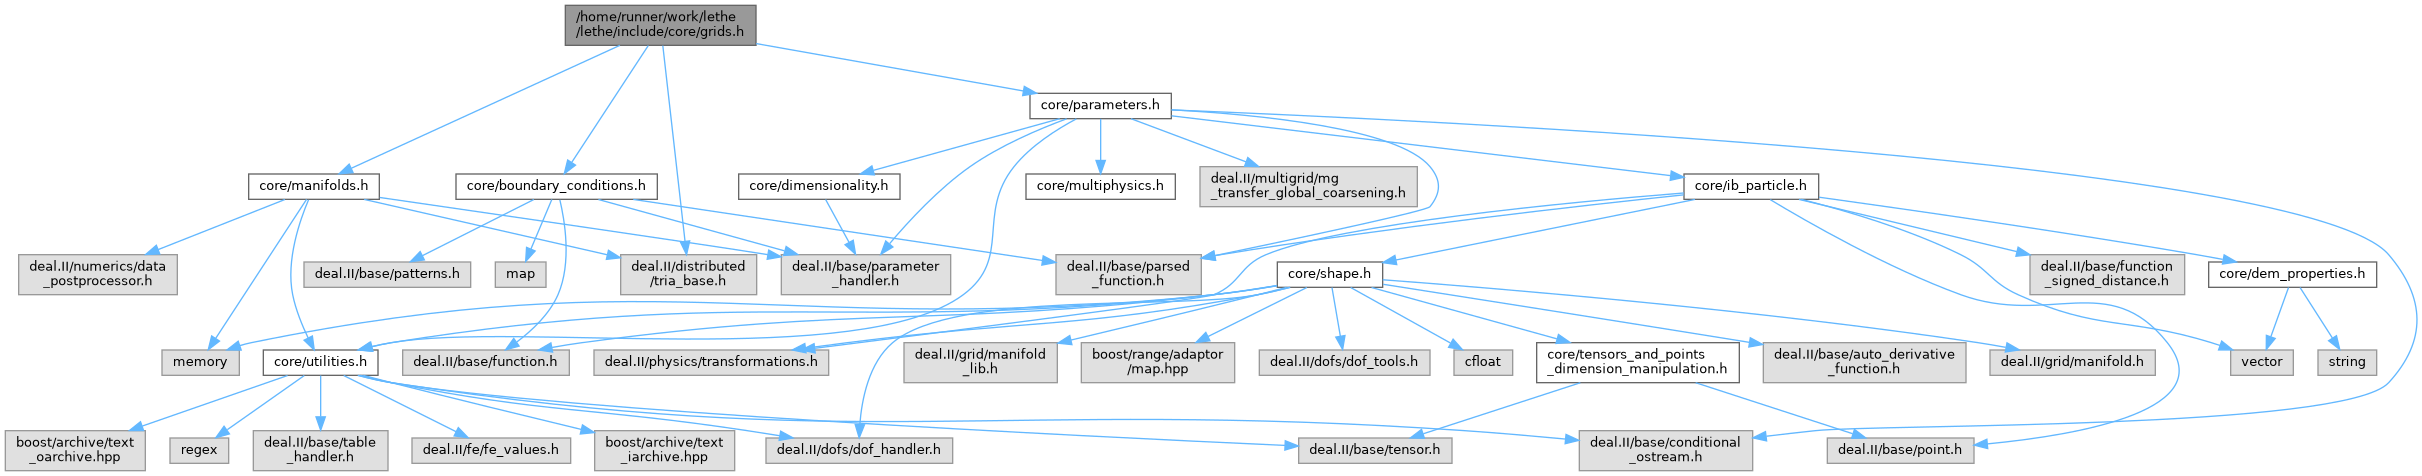 /home/runner/work/lethe
/lethe/include/core/grids.h
core/parameters.h
core/manifolds.h
core/boundary_conditions.h
core/dimensionality.h
core/multiphysics.h
deal.II/multigrid/mg
_transfer_global_coarsening.h
core/ib_particle.h
deal.II/numerics/data
_postprocessor.h
deal.II/base/patterns.h
map
deal.II/distributed
/tria_base.h
deal.II/base/parameter
_handler.h
deal.II/base/parsed
_function.h
core/shape.h
deal.II/base/function
_signed_distance.h
core/dem_properties.h
memory
core/utilities.h
deal.II/base/function.h
deal.II/physics/transformations.h
deal.II/grid/manifold
_lib.h
boost/range/adaptor
/map.hpp
deal.II/dofs/dof_tools.h
cfloat
core/tensors_and_points
_dimension_manipulation.h
deal.II/base/auto_derivative
_function.h
deal.II/grid/manifold.h
vector
string
boost/archive/text
_oarchive.hpp
regex
deal.II/base/table
_handler.h
deal.II/fe/fe_values.h
boost/archive/text
_iarchive.hpp
deal.II/dofs/dof_handler.h
deal.II/base/tensor.h
deal.II/base/conditional
_ostream.h
deal.II/base/point.h